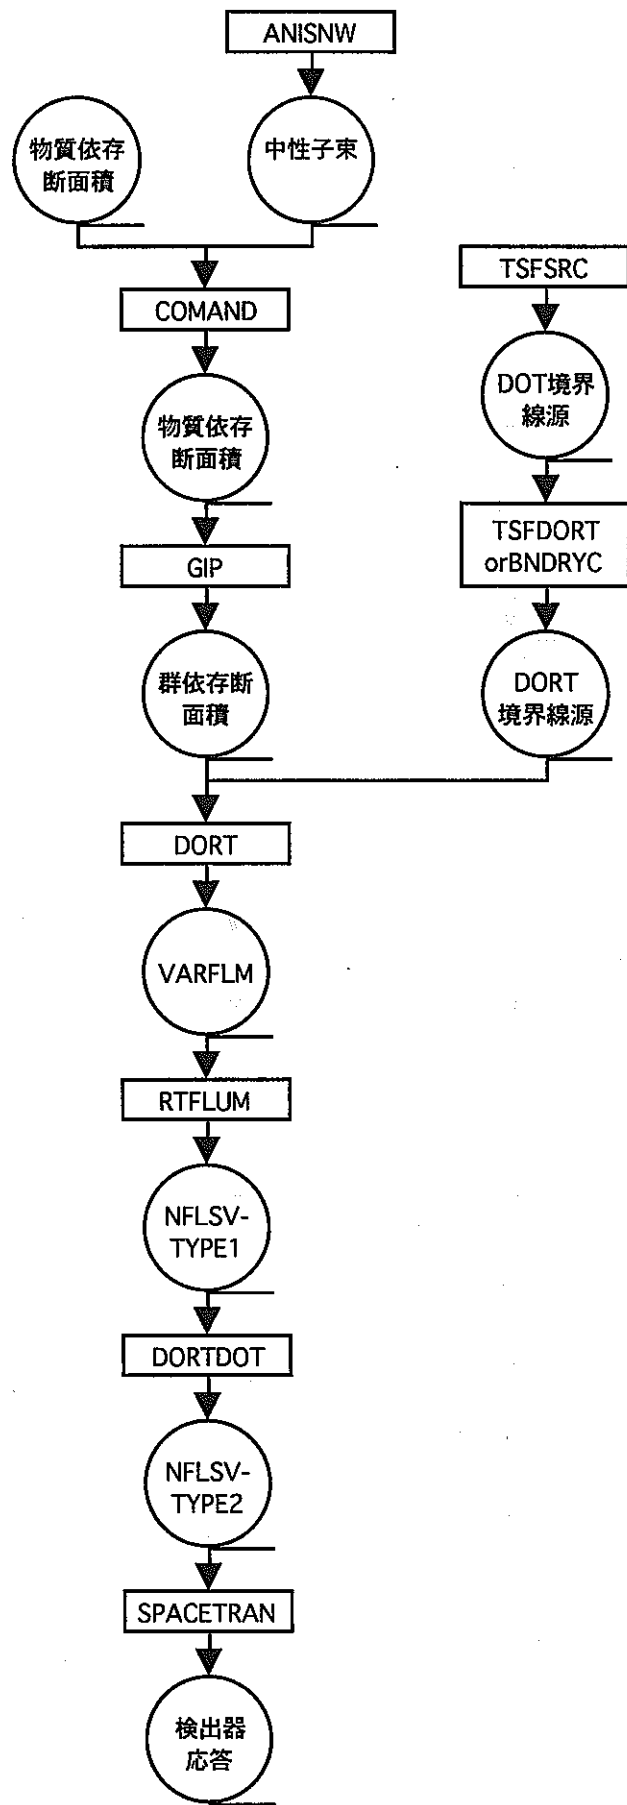 ANISNW
物質依存
断面積
中性子束
COMAND
TSFSRC
DOT境界
線源
物質依存
断面積
TSFDORT
orBNDRYC
GIP
群依存断
面積
DORT
境界線源
DORT
VARFLM
RTFLUM
NFLSV-
TYPE1
DORTDOT
NFLSV-
TYPE2
SPACETRAN
検出器
応答